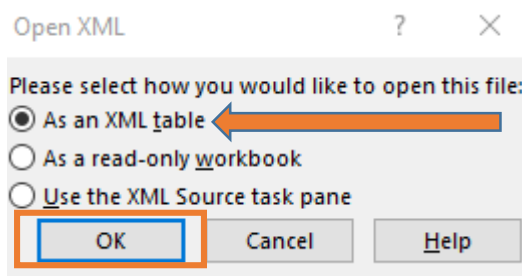 Open XML ?
Please select how you would like to open this file:
As an XML table
As a read-only workbook
Use the XML Source task pane
OK Cancel Help